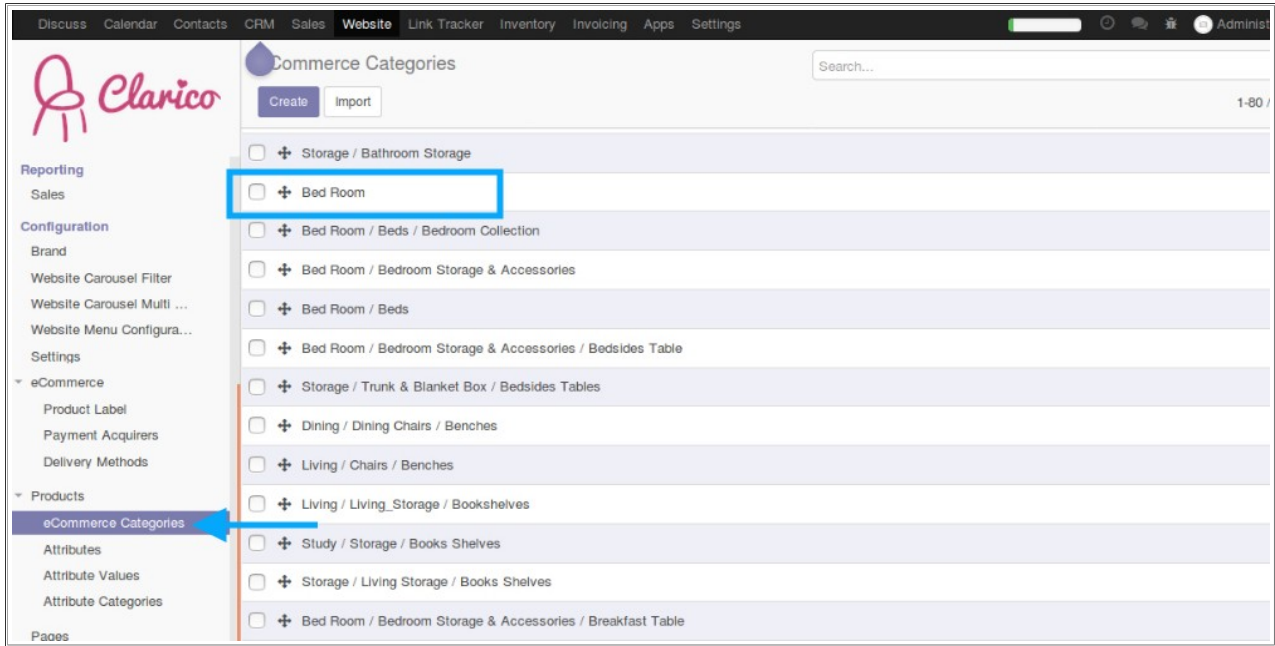 Discuss Calendar Contacts CRM Sales Website Link Tracker Inventory Invoicing Apps Settings Administ
Clarico
Commerce Categories
Search...
Create Import
1-80 /
Reporting
Sales
Configuration
Brand
Website Carousel Filter
Website Carousel Multi ...
Website Menu Configura...
Settings
eCommerce
Product Label
Payment Acquirers
Delivery Methods
Products
eCommerce Categories
Attributes
Attribute Values
Attribute Categories
Pages
Storage / Bathroom Storage
Bed Room
Bed Room / Beds / Bedroom Collection
Bed Room / Bedroom Storage & Accessories
Bed Room / Beds
Bed Room / Bedroom Storage & Accessories / Bedsides Table
Storage / Trunk & Blanket Box / Bedsides Tables
Dining / Dining Chairs / Benches
Living / Chairs / Benches
Living / Living_Storage / Bookshelves
Study / Storage / Books Shelves
Storage / Living Storage / Books Shelves
Bed Room / Bedroom Storage & Accessories / Breakfast Table